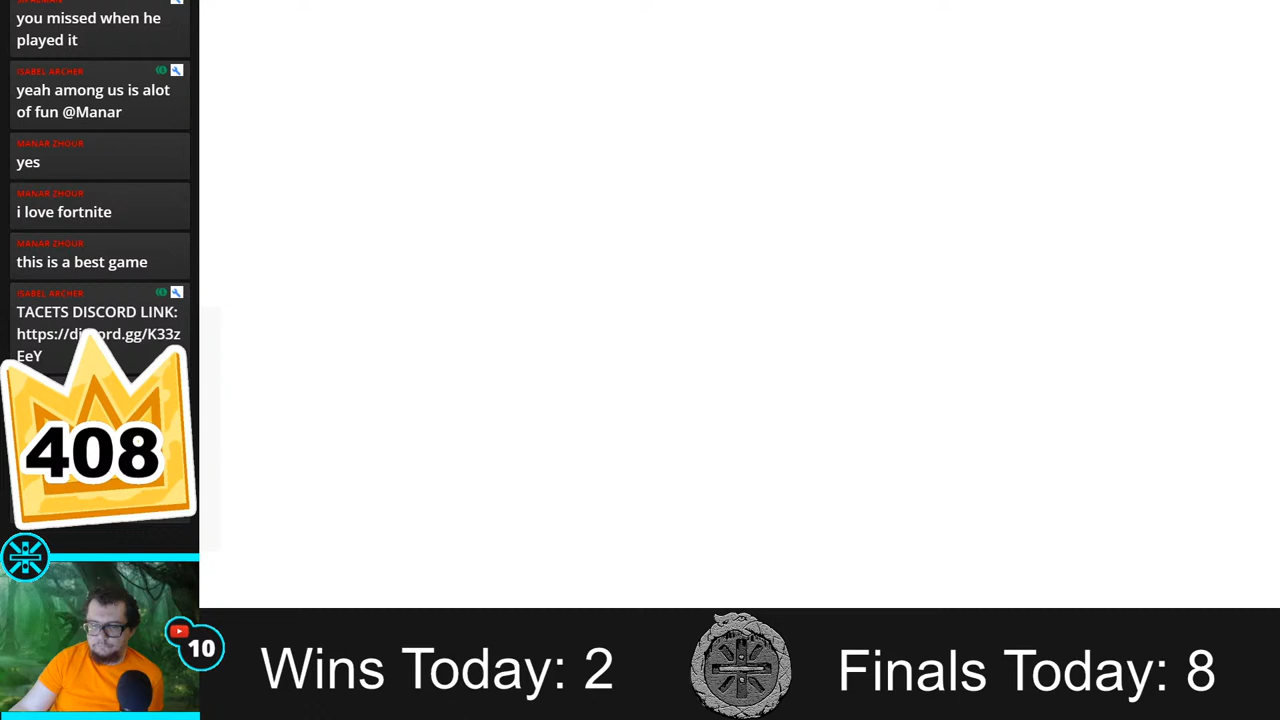 you missed when he
played it
ISABEL ARCHER
yeah among us is alot
of fun @Manar
MANAR ZHOUR
yes
MANAR ZHOUR
i love fortnite
MANAR ZHOUR
this is a best game
ISABEL ARCHER
TACETS DISCORD LINK:
https://discord.gg/K33z
EeY
408
10
Wins Today: 2
Finals Today: 8